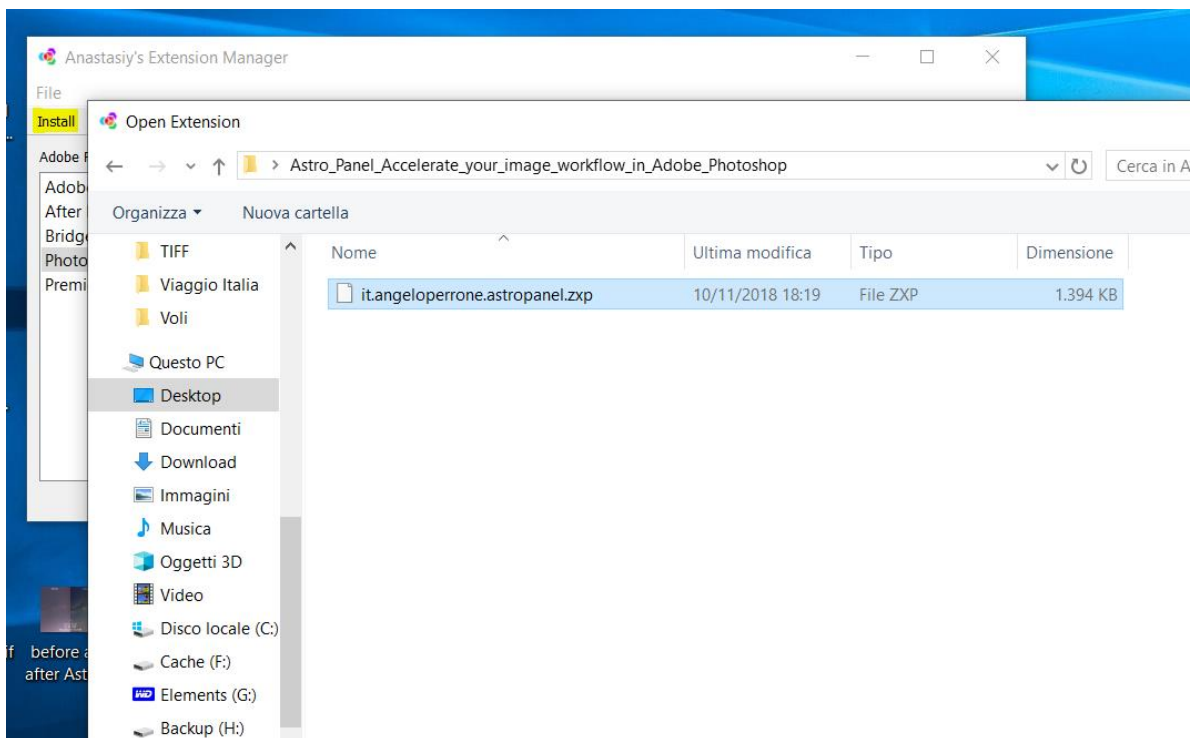 Anastasiy's Extension Manager
File
Install
Open Extension
Adobe
Astro_Panel_Accelerate_your_image_workflow_in_Adobe_Photoshop
Cerca in A
Adob
After
Bridge
Photo
Premi
Organizza
Nuova cartella
Nome
Ultima modifica
Tipo
Dimensione
it.angeloperrone.astropanel.zxp
10/11/2018 18:19
File ZXP
1.394 KB
TIFF
Viaggio Italia
Voli
Questo PC
Desktop
Documenti
Download
Immagini
Musica
Oggetti 3D
Video
Disco locale (C:)
Cache (F:)
Elements (G:)
Backup (H:)
if
before a
after Ast